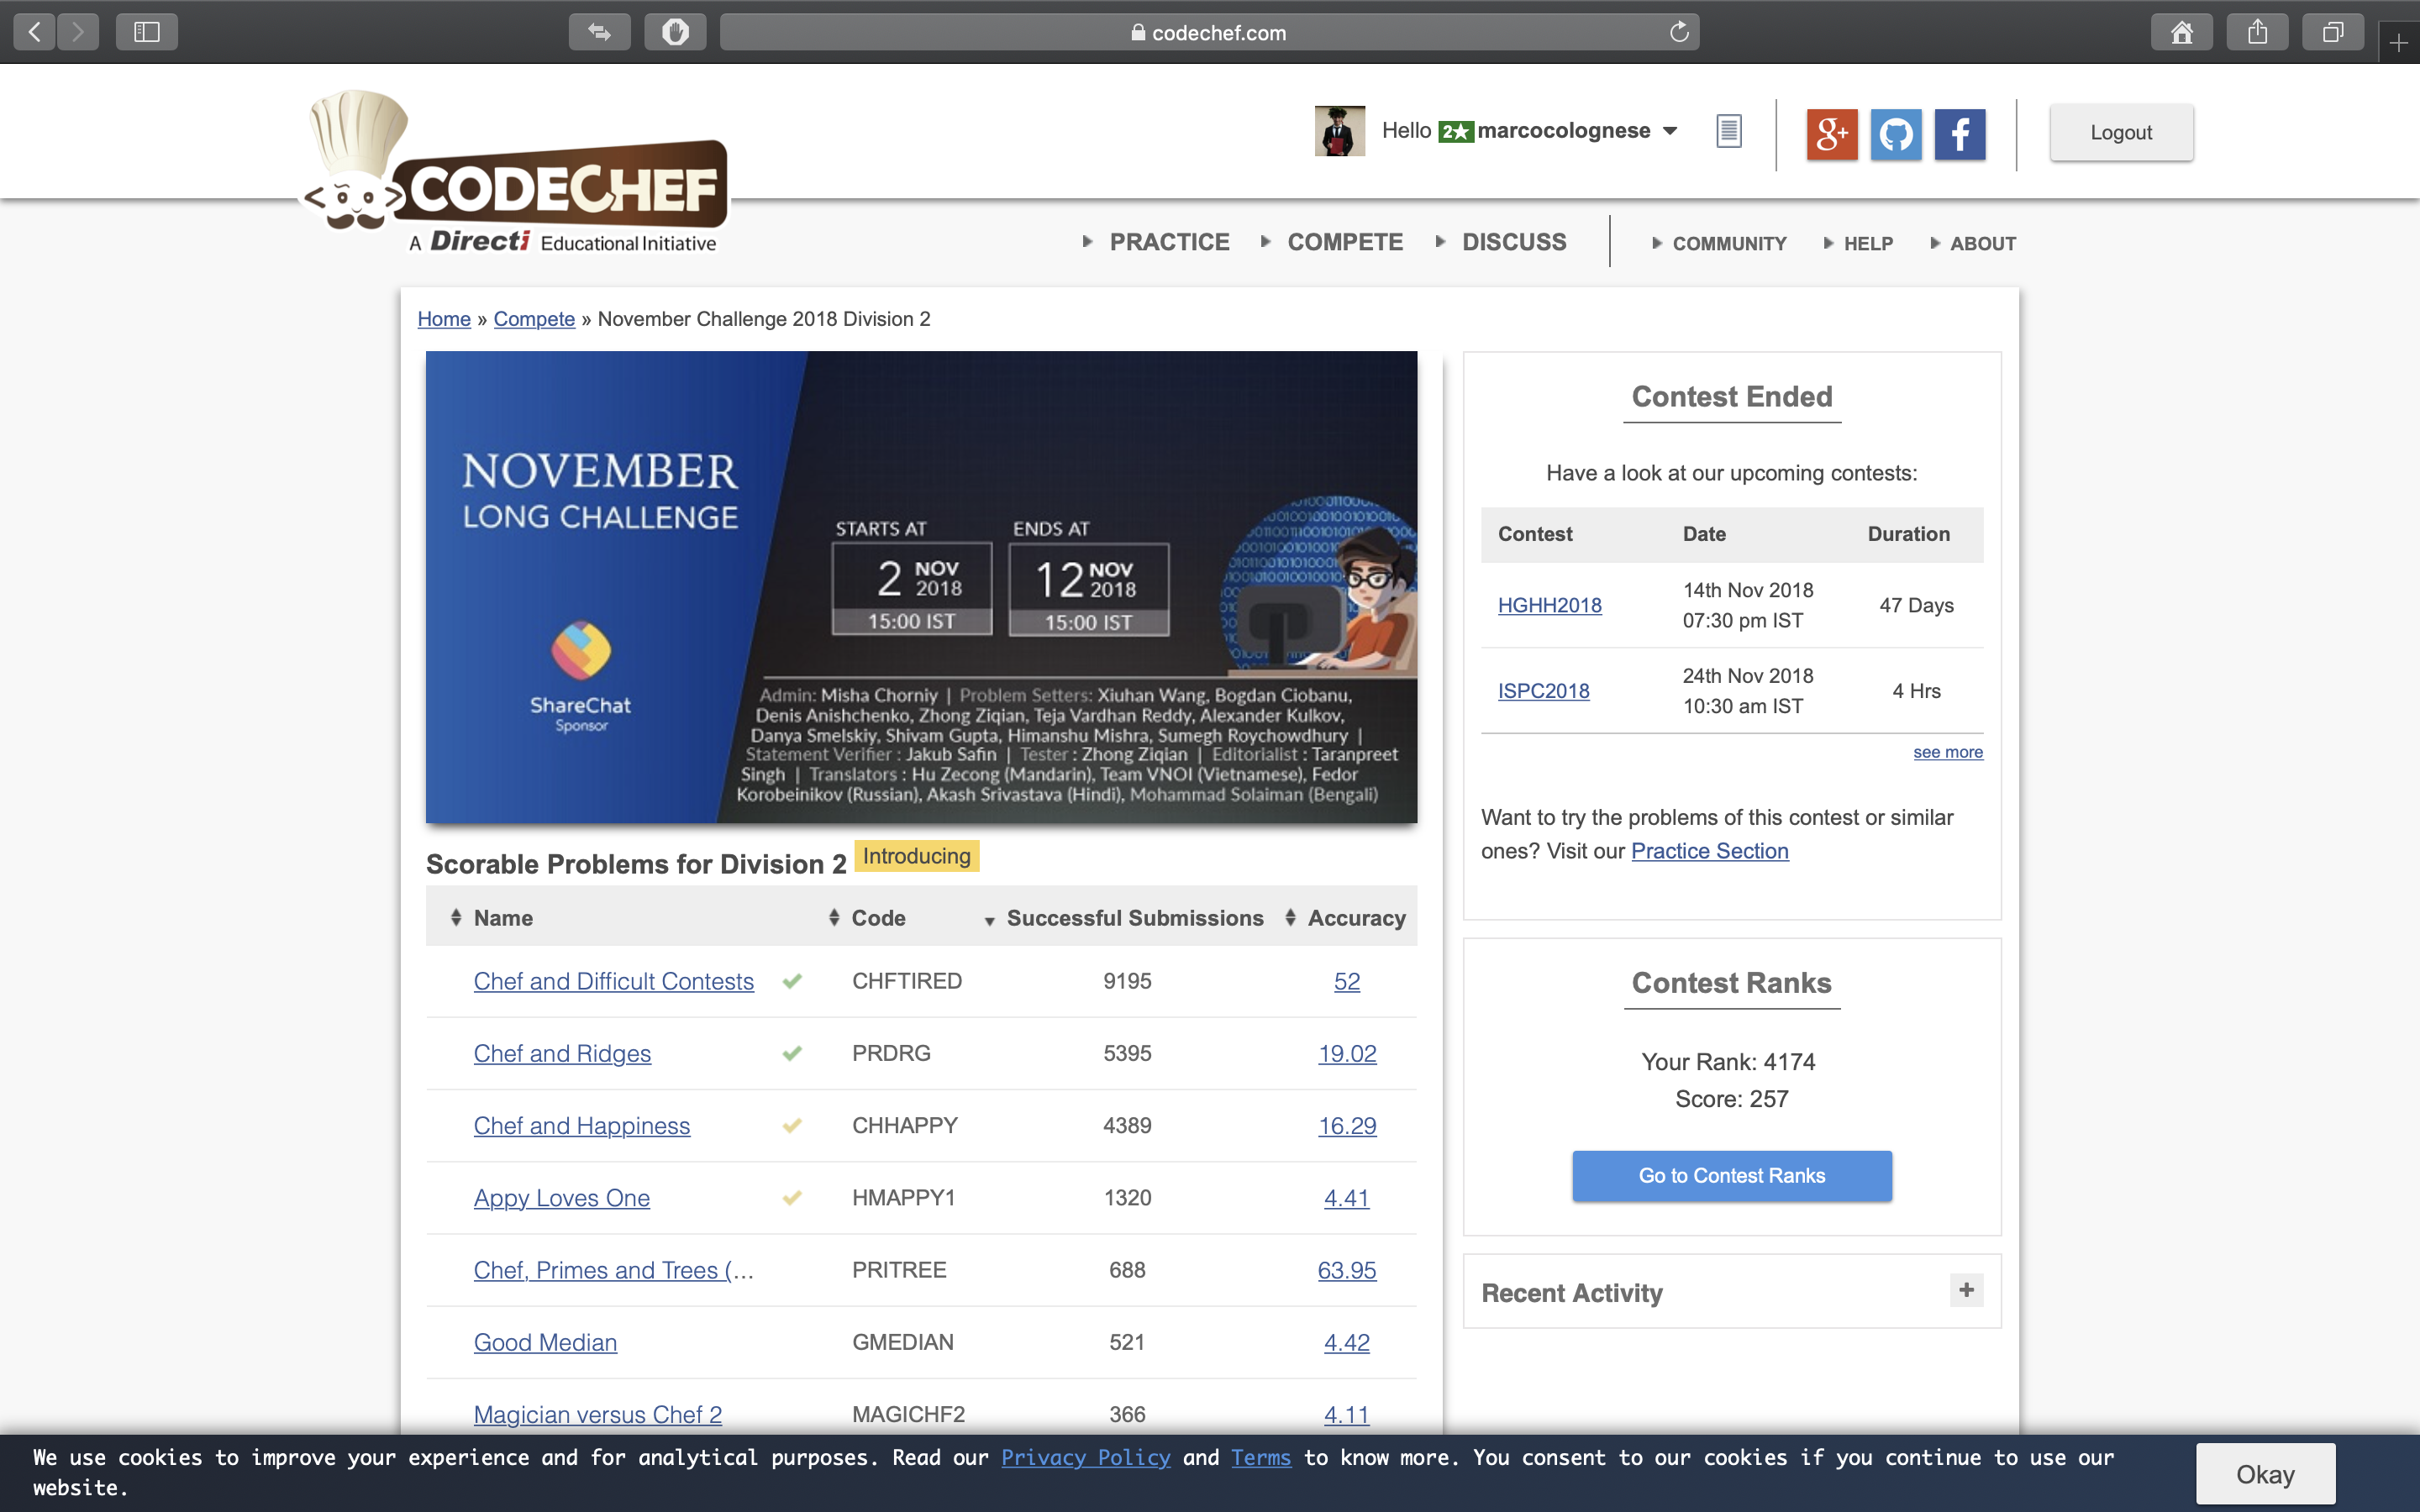 codechef.com
CODECHEF
A Directi Educational Initiative
Hello 2★ marcocolognese
g+
f
Logout
PRACTICE COMPETE DISCUSS COMMUNITY HELP ABOUT
Home » Compete » November Challenge 2018 Division 2
NOVEMBER
LONG CHALLENGE
STARTS AT
2 NOV 2018
15:00 IST
ENDS AT
12 NOV 2018
15:00 IST
ShareChat
Sponsor
Admin: Misha Chorniy | Problem Setters: Xiuhan Wang, Bogdan Ciobanu,
Denis Anishchenko, Zhong Ziqian, Teja Vardhan Reddy, Alexander Kulkov,
Danya Smelskiy, Shivam Gupta, Himanshu Mishra, Sumegh Roychowdhury |
Statement Verifier : Jakub Safin | Tester : Zhong Ziqian | Editorialist : Taranpreet
Singh | Translators : Hu Zecong (Mandarin), Team VNOI (Vietnamese), Fedor
Korobeinikov (Russian), Akash Srivastava (Hindi), Mohammad Solaiman (Bengali)
Scorable Problems for Division 2 Introducing
Name Code Successful Submissions Accuracy
Chef and Difficult Contests CHFTIRED 9195 52
Chef and Ridges PRDRG 5395 19.02
Chef and Happiness CHHAPPY 4389 16.29
Appy Loves One HMAPPY1 1320 4.41
Chef, Primes and Trees (... PRITREE 688 63.95
Good Median GMEDIAN 521 4.42
Magician versus Chef 2 MAGICHF2 366 4.11
Contest Ended
Have a look at our upcoming contests:
Contest Date Duration
HGHH2018 14th Nov 2018 07:30 pm IST 47 Days
ISPC2018 24th Nov 2018 10:30 am IST 4 Hrs
see more
Want to try the problems of this contest or similar
ones? Visit our Practice Section
Contest Ranks
Your Rank: 4174
Score: 257
Go to Contest Ranks
Recent Activity
We use cookies to improve your experience and for analytical purposes. Read our Privacy Policy and Terms to know more. You consent to our cookies if you continue to use our
website.
Okay